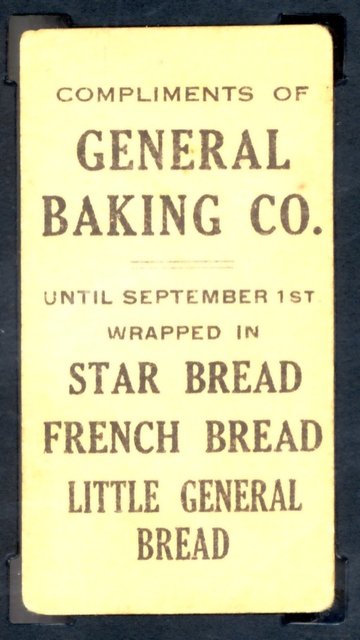 COMPLIMENTS OF
GENERAL
BAKING CO.
UNTIL SEPTEMBER 1ST
WRAPPED IN
STAR BREAD
FRENCH BREAD
LITTLE GENERAL
BREAD